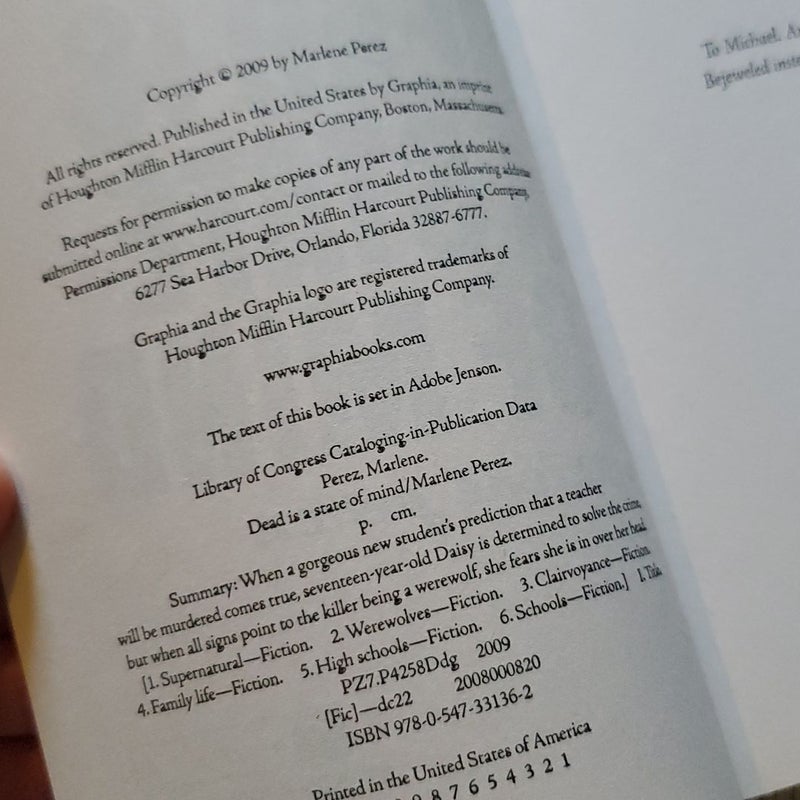 Copyright © 2009 by Marlene Perez
All rights reserved. Published in the United States by Graphia, an imprint
of Houghton Mifflin Harcourt Publishing Company, Boston, Massachusetts.
Requests for permission to make copies of any part of the work should be
submitted online at www.harcourt.com/contact or mailed to the following address:
Permissions Department, Houghton Mifflin Harcourt Publishing Company,
6277 Sea Harbor Drive, Orlando, Florida 32887-6777.
Graphia and the Graphia logo are registered trademarks of
Houghton Mifflin Harcourt Publishing Company.
www.graphiabooks.com
The text of this book is set in Adobe Jenson.
Library of Congress Cataloging-in-Publication Data
Perez, Marlene.
Dead is a state of mind/Marlene Perez.
p. cm.
Summary: When a gorgeous new student's prediction that a teacher
will be murdered comes true, seventeen-year-old Daisy is determined to solve the crime,
but when all signs point to the killer being a werewolf, she fears she is in over her head.
[1. Supernatural—Fiction. 2. Werewolves—Fiction. 3. Clairvoyance—Fiction.
4. Family life—Fiction. 5. High schools—Fiction. 6. Schools—Fiction.] I. Title.
PZ7.P4258Ddg 2009
[Fic]—dc22 2008000820
ISBN 978-0-547-33136-2
Printed in the United States of America
8 7 6 5 4 3 2 1
To Michael,
Bejeweled